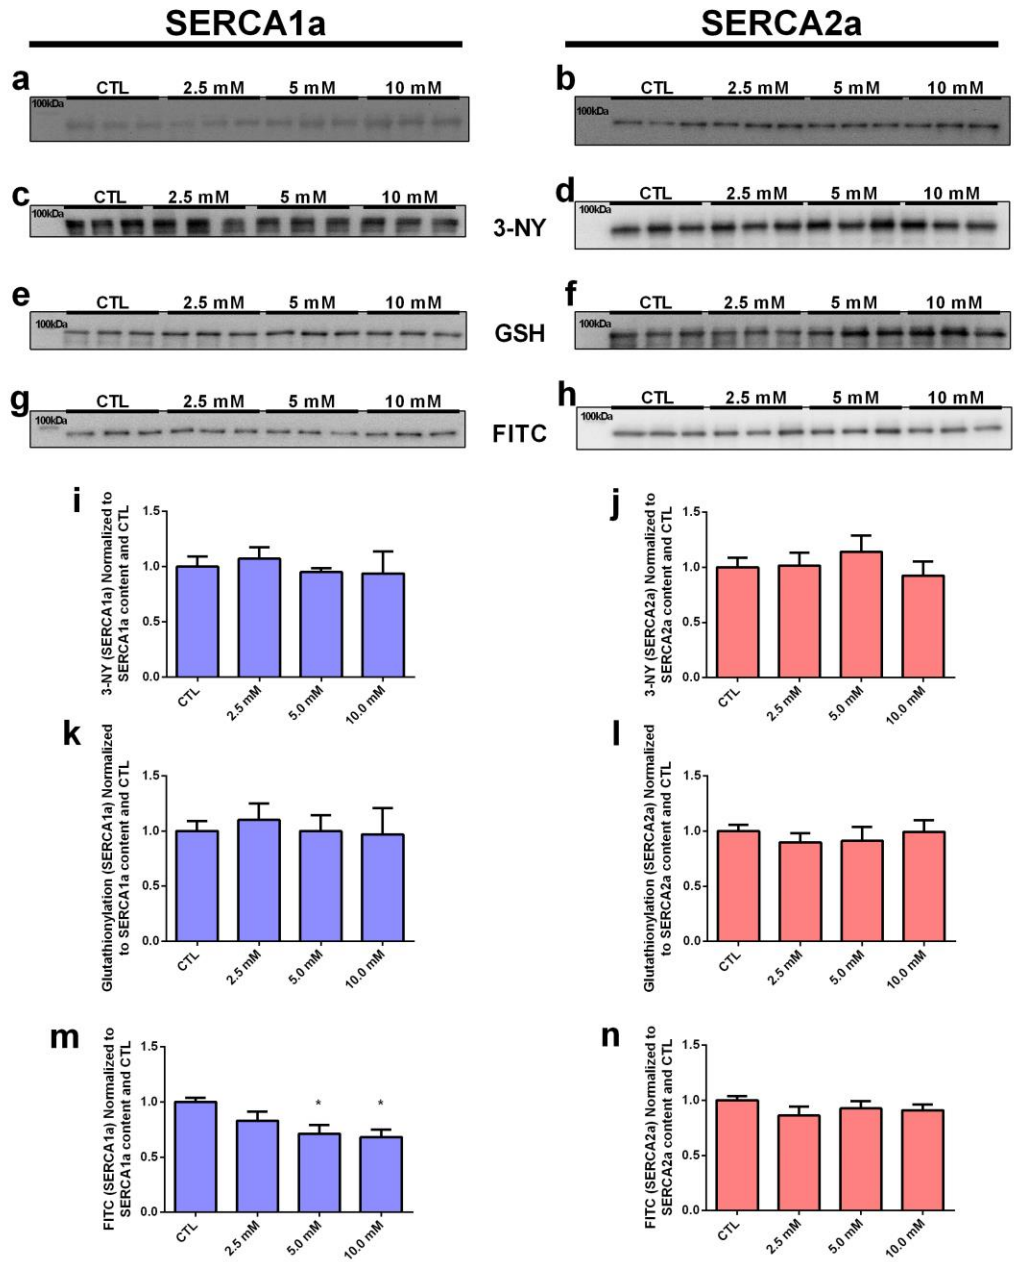 SERCA1a
SERCA2a
a
CTL 2.5 mM 5 mM 10 mM
100kDa
b
CTL 2.5 mM 5 mM 10 mM
100kDa
c
CTL 2.5 mM 5 mM 10 mM
100kDa
3-NY
d
CTL 2.5 mM 5 mM 10 mM
100kDa
e
CTL 2.5 mM 5 mM 10 mM
100kDa
GSH
f
CTL 2.5 mM 5 mM 10 mM
100kDa
g
CTL 2.5 mM 5 mM 10 mM
100kDa
FITC
h
CTL 2.5 mM 5 mM 10 mM
100kDa
i
3-NY (SERCA1a) Normalized to
SERCA1a content and CTL
1.5
1.0
0.5
0.0
CTL 2.5 mM 5.0 mM 10.0 mM
j
3-NY (SERCA2a) Normalized to
SERCA2a content and CTL
1.5
1.0
0.5
0.0
CTL 2.5 mM 5.0 mM 10.0 mM
k
Glutathionylation (SERCA1a) Normalized
to SERCA1a content and CTL
1.5
1.0
0.5
0.0
CTL 2.5 mM 5.0 mM 10.0 mM
l
Glutathionylation (SERCA2a) Normalized
to SERCA2a content and CTL
1.5
1.0
0.5
0.0
CTL 2.5 mM 5.0 mM 10.0 mM
m
FITC (SERCA1a) Normalized to
SERCA1a content and CTL
1.5
1.0
0.5
0.0
* *
CTL 2.5 mM 5.0 mM 10.0 mM
n
FITC (SERCA2a) Normalized to
SERCA2a content and CTL
1.5
1.0
0.5
0.0
CTL 2.5 mM 5.0 mM 10.0 mM